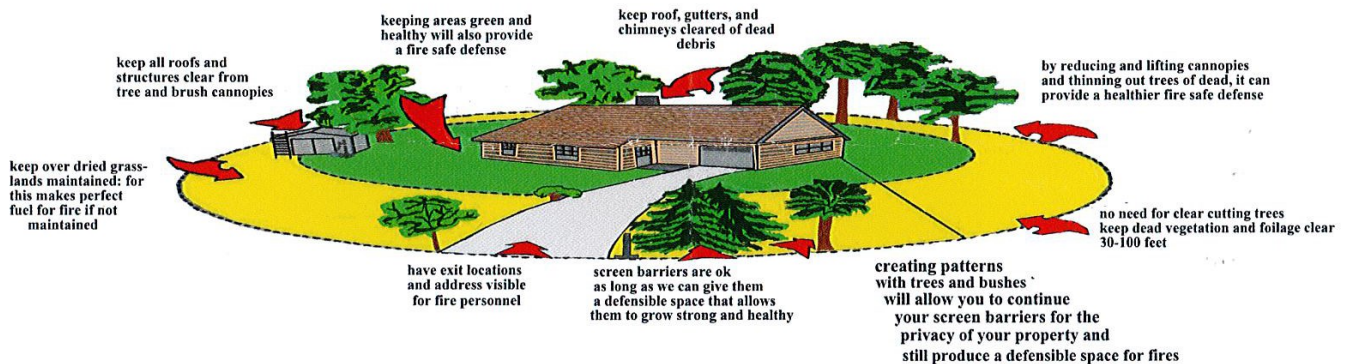 keep roof, gutters, and
chimneys cleared of dead
debris
keeping areas green and
healthy will also provide
a fire safe defense
keep all roofs and
structures clear from
tree and brush cannopies
by reducing and lifting cannopies
and thinning out trees of dead, it can
provide a healthier fire safe defense
keep over dried grass-
lands maintained: for
this makes perfect
fuel for fire if not
maintained
no need for clear cutting trees
keep dead vegetation and foilage clear
30-100 feet
have exit locations
and address visible
for fire personnel
screen barriers are ok
as long as we can give them
a defensible space that allows
them to grow strong and healthy
creating patterns
with trees and bushes
will allow you to continue
your screen barriers for the
privacy of your property and
still produce a defensible space for fires